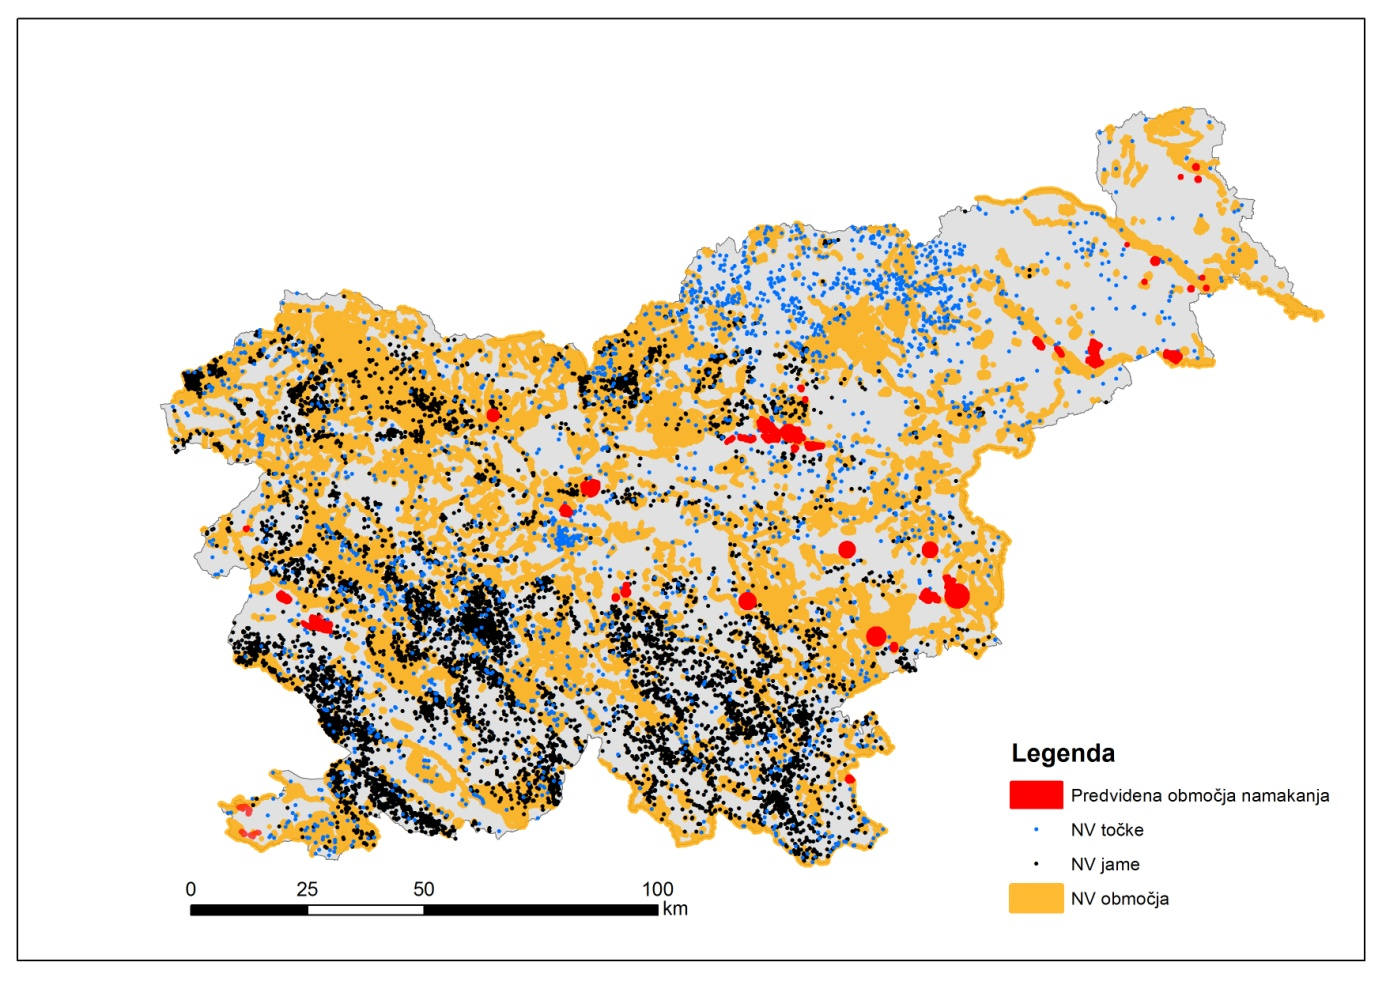 Legenda
Predvidena območja namakanja
NV točke
NV jame
NV območja
0 25 50 100
km